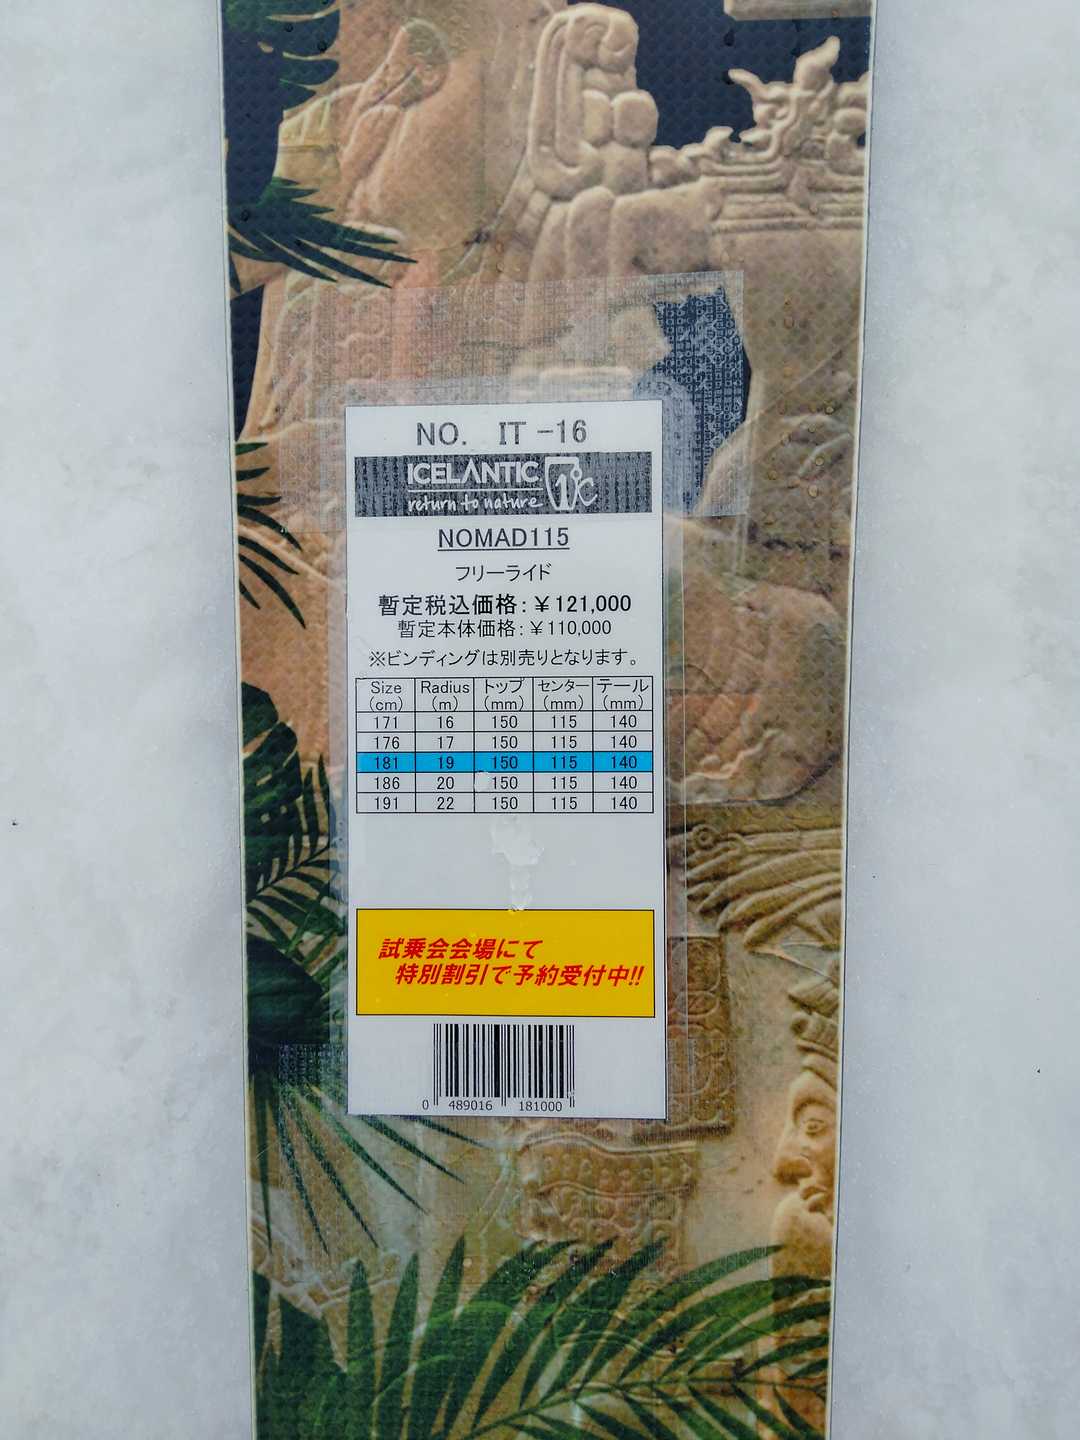 NO. IT -16
ICELANTIC
return to nature
NOMAD115
フリーライド
暫定税込価格:￥121,000
暫定本体価格:￥110,000
※ビンディングは別売りとなります。
Size (cm) Radius (m) トップ (mm) センター (mm) テール (mm)
171 16 150 115 140
176 17 150 115 140
181 19 150 115 140
186 20 150 115 140
191 22 150 115 140
試乗会会場にて
特別割引で予約受付中!!
0 489016 181000